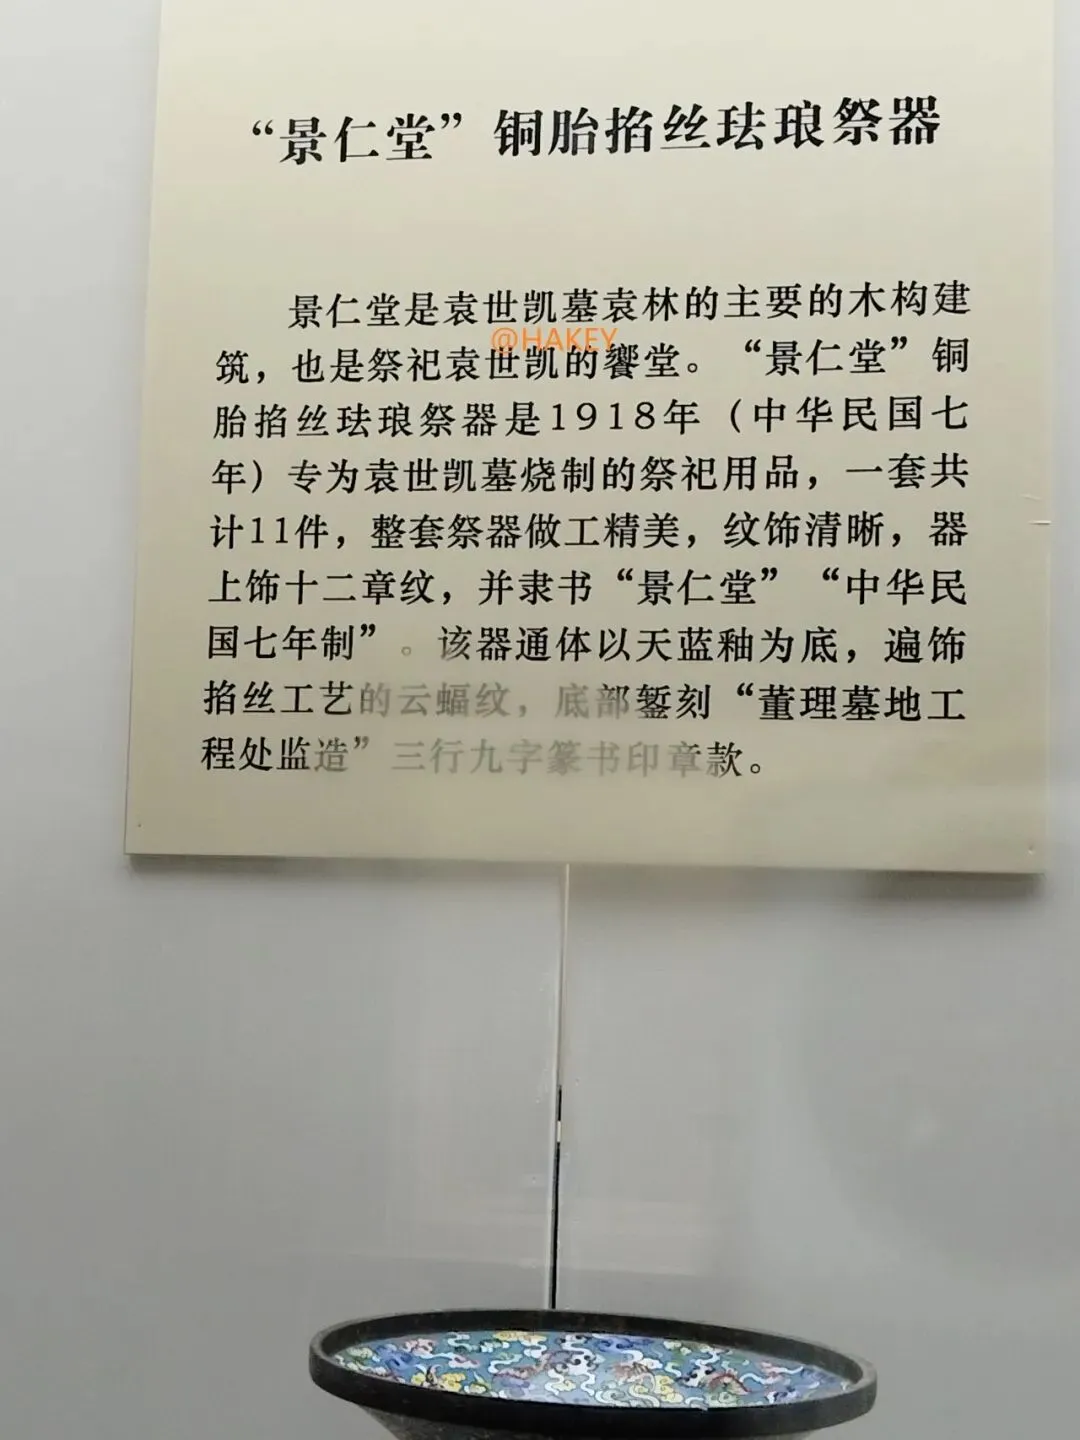 “景仁堂”铜胎掐丝珐琅祭器
景仁堂是袁世凯墓袁林的主要的木构建
@HAKEY
筑，也是祭祀袁世凯的飨堂。“景仁堂”铜
胎掐丝珐琅祭器是1918年（中华民国七
年）专为袁世凯墓烧制的祭祀用品，一套共
计11件，整套祭器做工精美，纹饰清晰，器
上饰十二章纹，并隶书“景仁堂”“中华民
国七年制”。该器通体以天蓝釉为底，遍饰
掐丝工艺的云蝠纹，底部錾刻“董理墓地工
程处监造”三行九字篆书印章款。